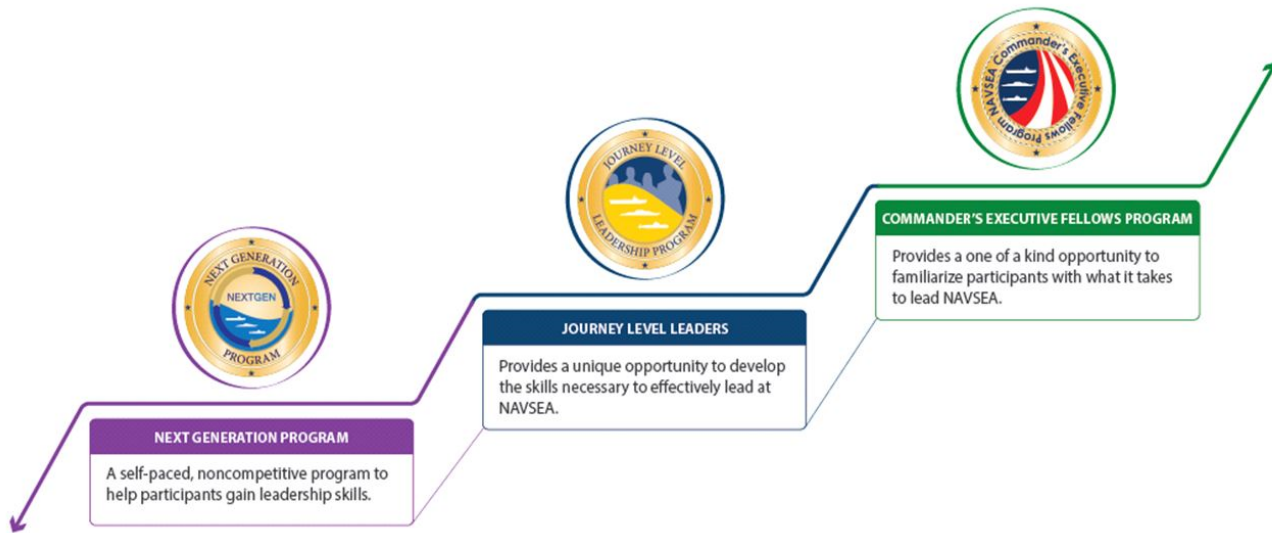 NAVSEA Commander's Executive Fellows Program
COMMANDER'S EXECUTIVE FELLOWS PROGRAM
Provides a one of a kind opportunity to
familiarize participants with what it takes
to lead NAVSEA.
JOURNEY LEVEL
LEADERSHIP PROGRAM
JOURNEY LEVEL LEADERS
Provides a unique opportunity to develop
the skills necessary to effectively lead at
NAVSEA.
NEXT GENERATION
NEXTGEN
PROGRAM
NEXT GENERATION PROGRAM
A self-paced, noncompetitive program to
help participants gain leadership skills.